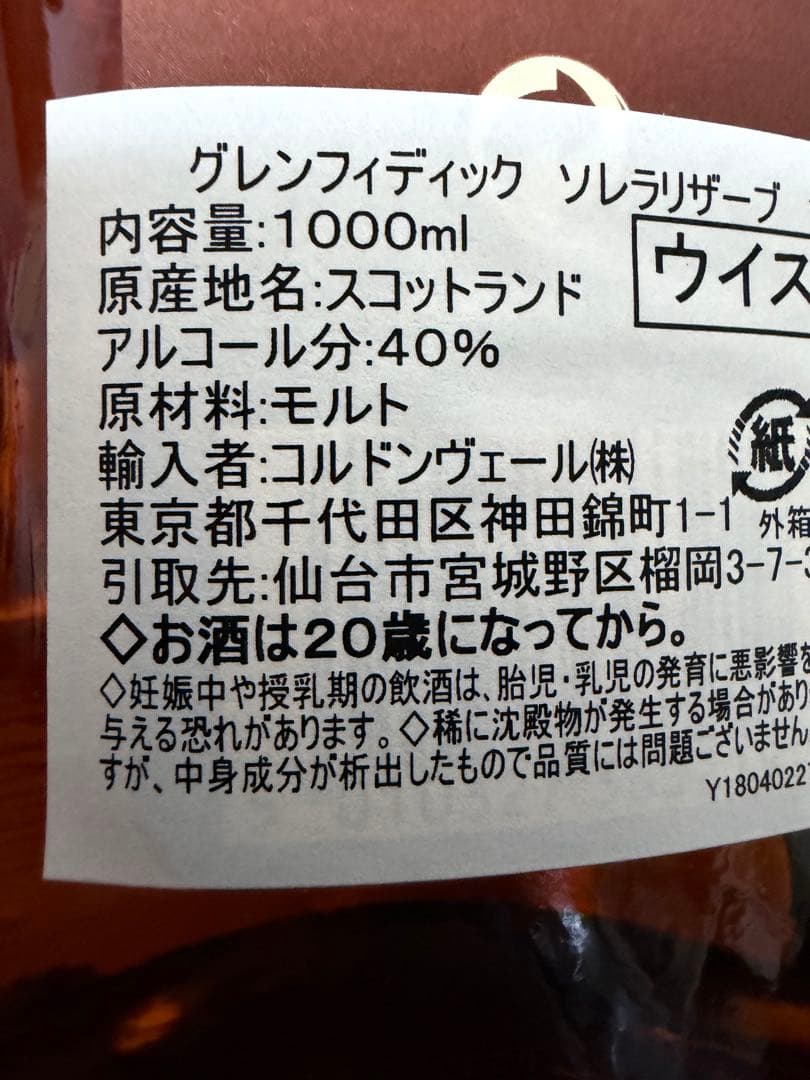 グレンフィディック ソレラリザーブ
内容量:1000ml
原産地名:スコットランド
ウイス
アルコール分:40%
原材料:モルト
輸入者:コルドンヴェール㈱
紙
東京都千代田区神田錦町1-1
外箱
引取先:仙台市宮城野区榴岡3-7-3
◇お酒は20歳になってから。
◇妊娠中や授乳期の飲酒は、胎児・乳児の発育に悪影響を
与える恐れがあります。◇稀に沈殿物が発生する場合があり
すが、中身成分が析出したもので品質には問題ございません
Y18040227